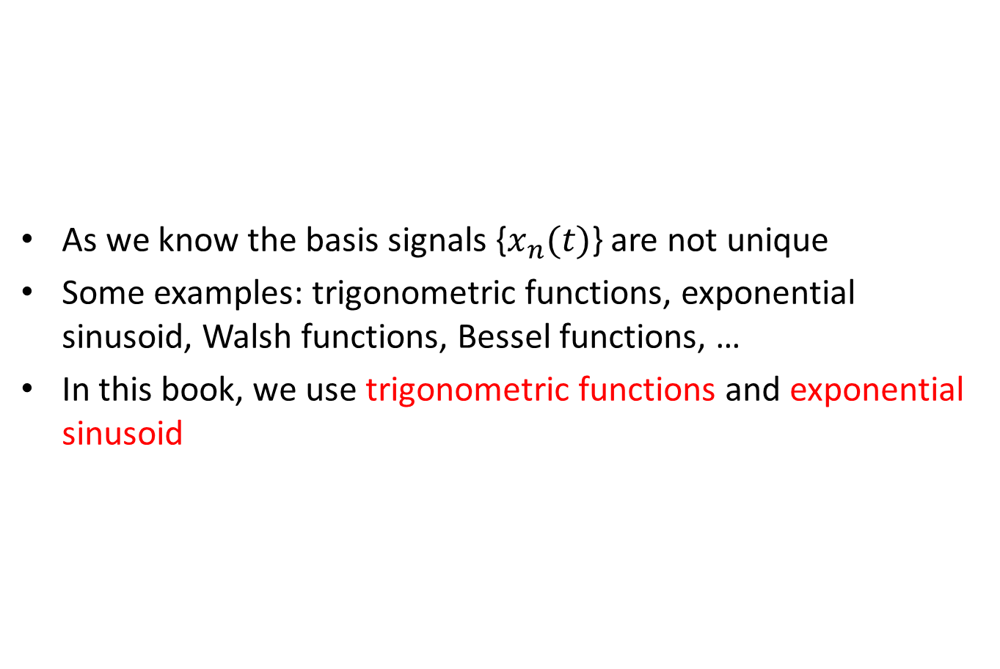 • As we know the basis signals {𝑥ₙ(𝑡)} are not unique
• Some examples: trigonometric functions, exponential
sinusoid, Walsh functions, Bessel functions, …
• In this book, we use trigonometric functions and exponential
sinusoid